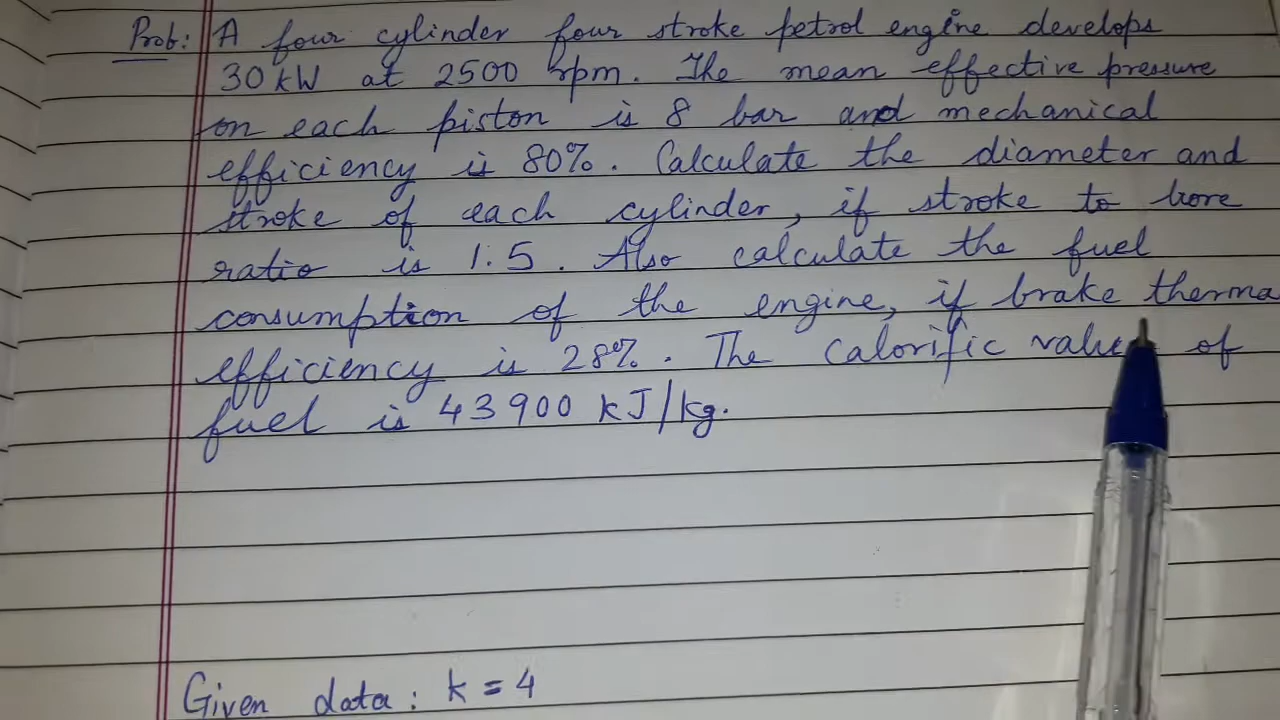 Prob: A four cylinder four stroke petrol engine develops
30 kW at 2500 rpm. The mean effective pressure
on each piston is 8 bar and mechanical
efficiency is 80%. Calculate the diameter and
stroke of each cylinder, if stroke to bore
ratio is 1.5. Also calculate the fuel
consumption of the engine, if brake therma
efficiency is 28%. The calorific value of
fuel is 43900 kJ/kg.
Given data: k = 4